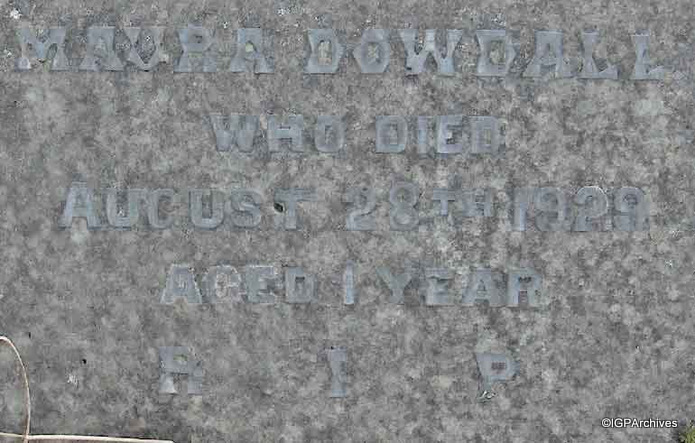 MAURA DOWDALL
WHO DIED
AUGUST 28TH 1929
AGED 1 YEAR
R I P
©IGPArchives